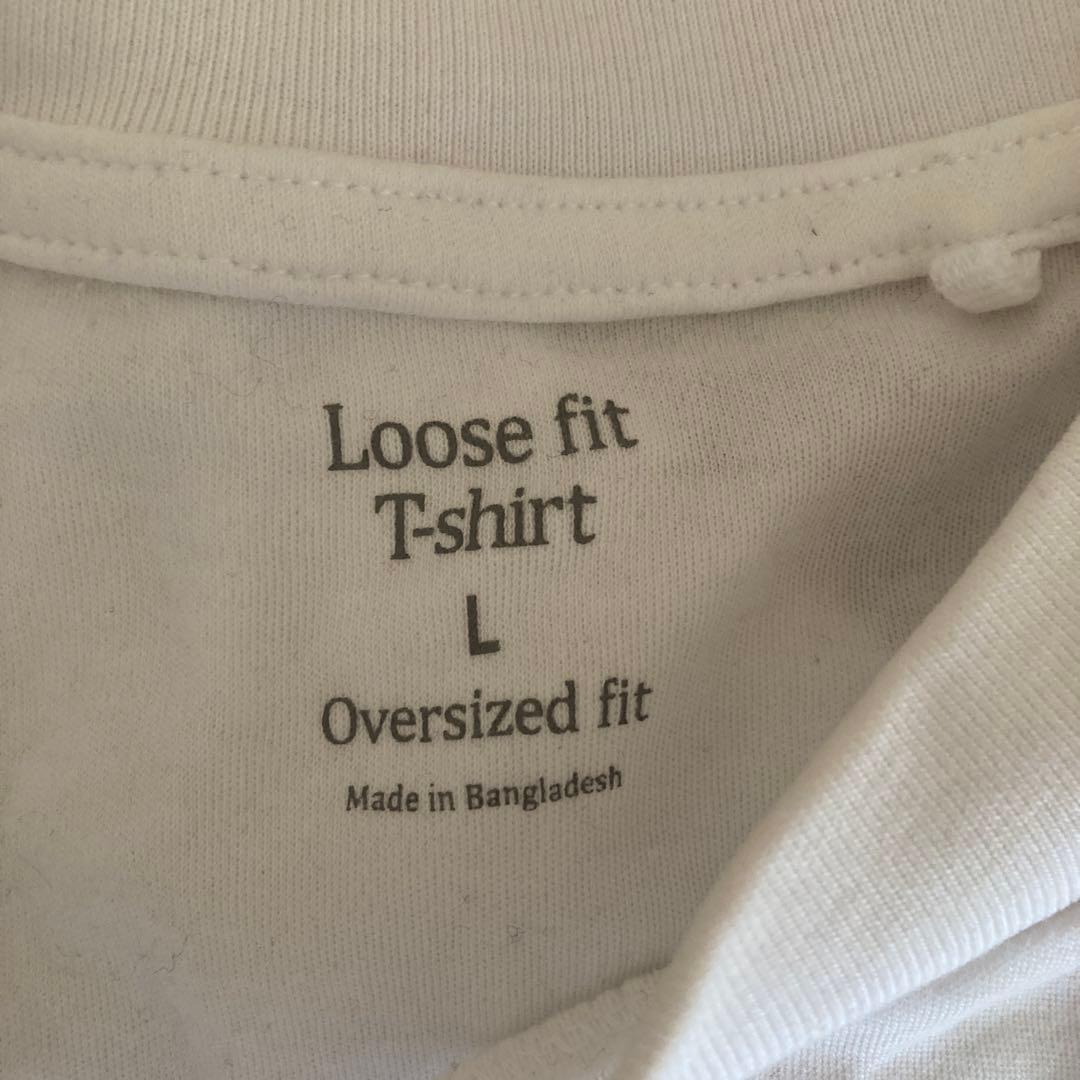 Loose fit
T-shirt
L
Oversized fit
Made in Bangladesh